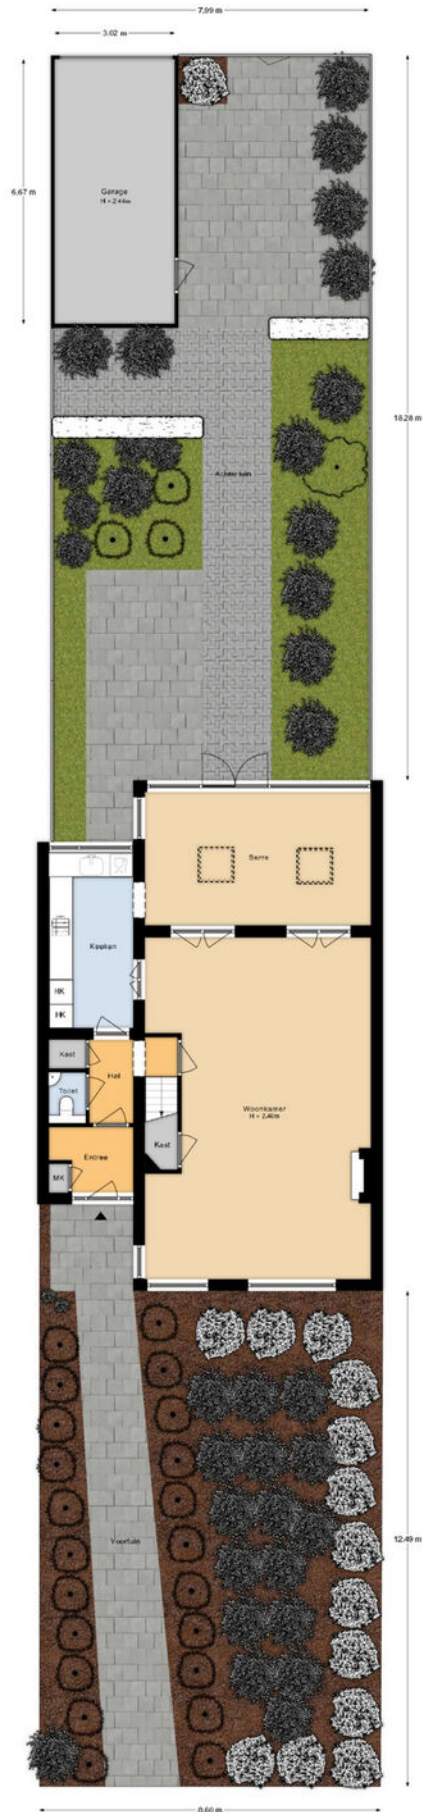 7.99 m
3.02 m
6.67 m
Garage
H = 2.44m
18.28 m
Achtertuin
Serre
Keuken
HK
HK
Kast
Hal
Toilet
Woonkamer
H = 2.40m
Kast
Entree
MK
12.49 m
Voortuin
8.60 m